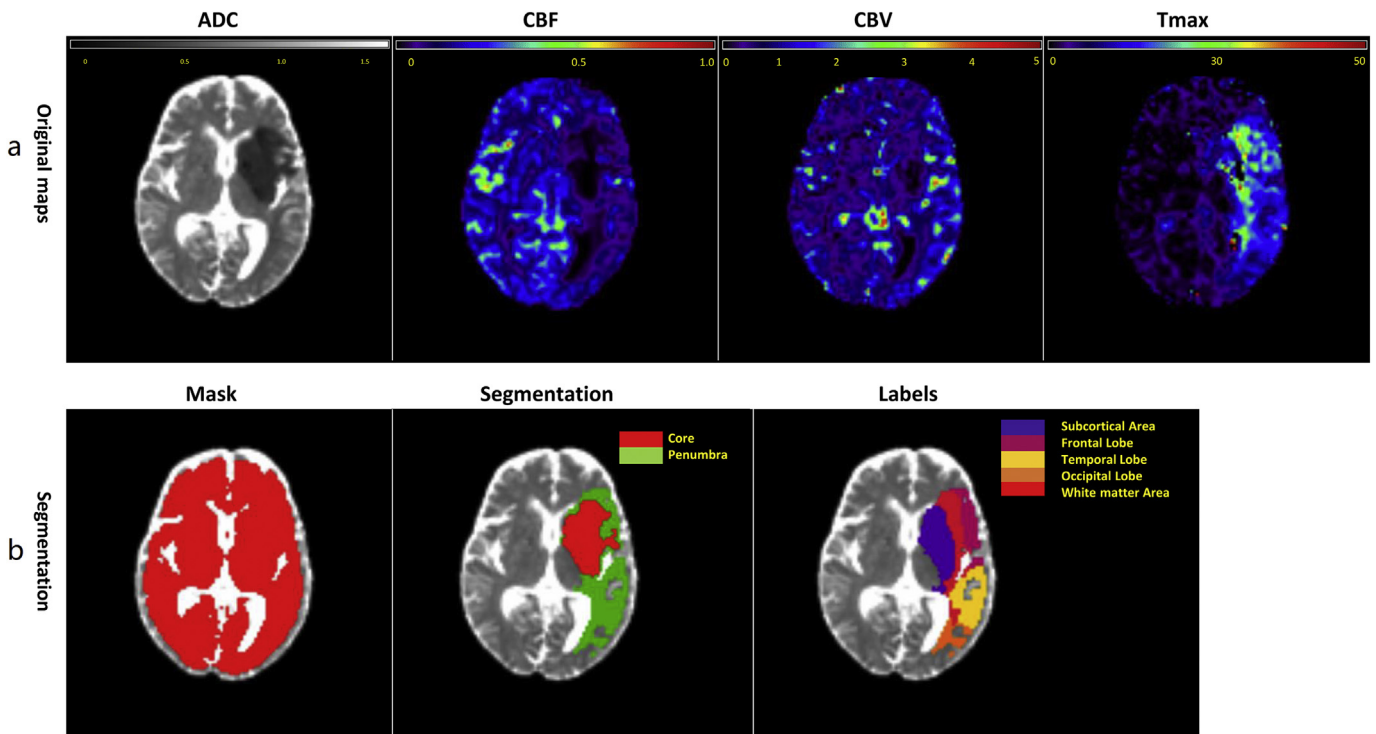 ADC CBF CBV Tmax
0 0.5 1.0 1.5 0 0.5 1.0 0 1 2 3 4 5 0 30 50
Original maps
a
Mask Segmentation Labels
Core
Penumbra
Subcortical Area
Frontal Lobe
Temporal Lobe
Occipital Lobe
White matter Area
Segmentation
b